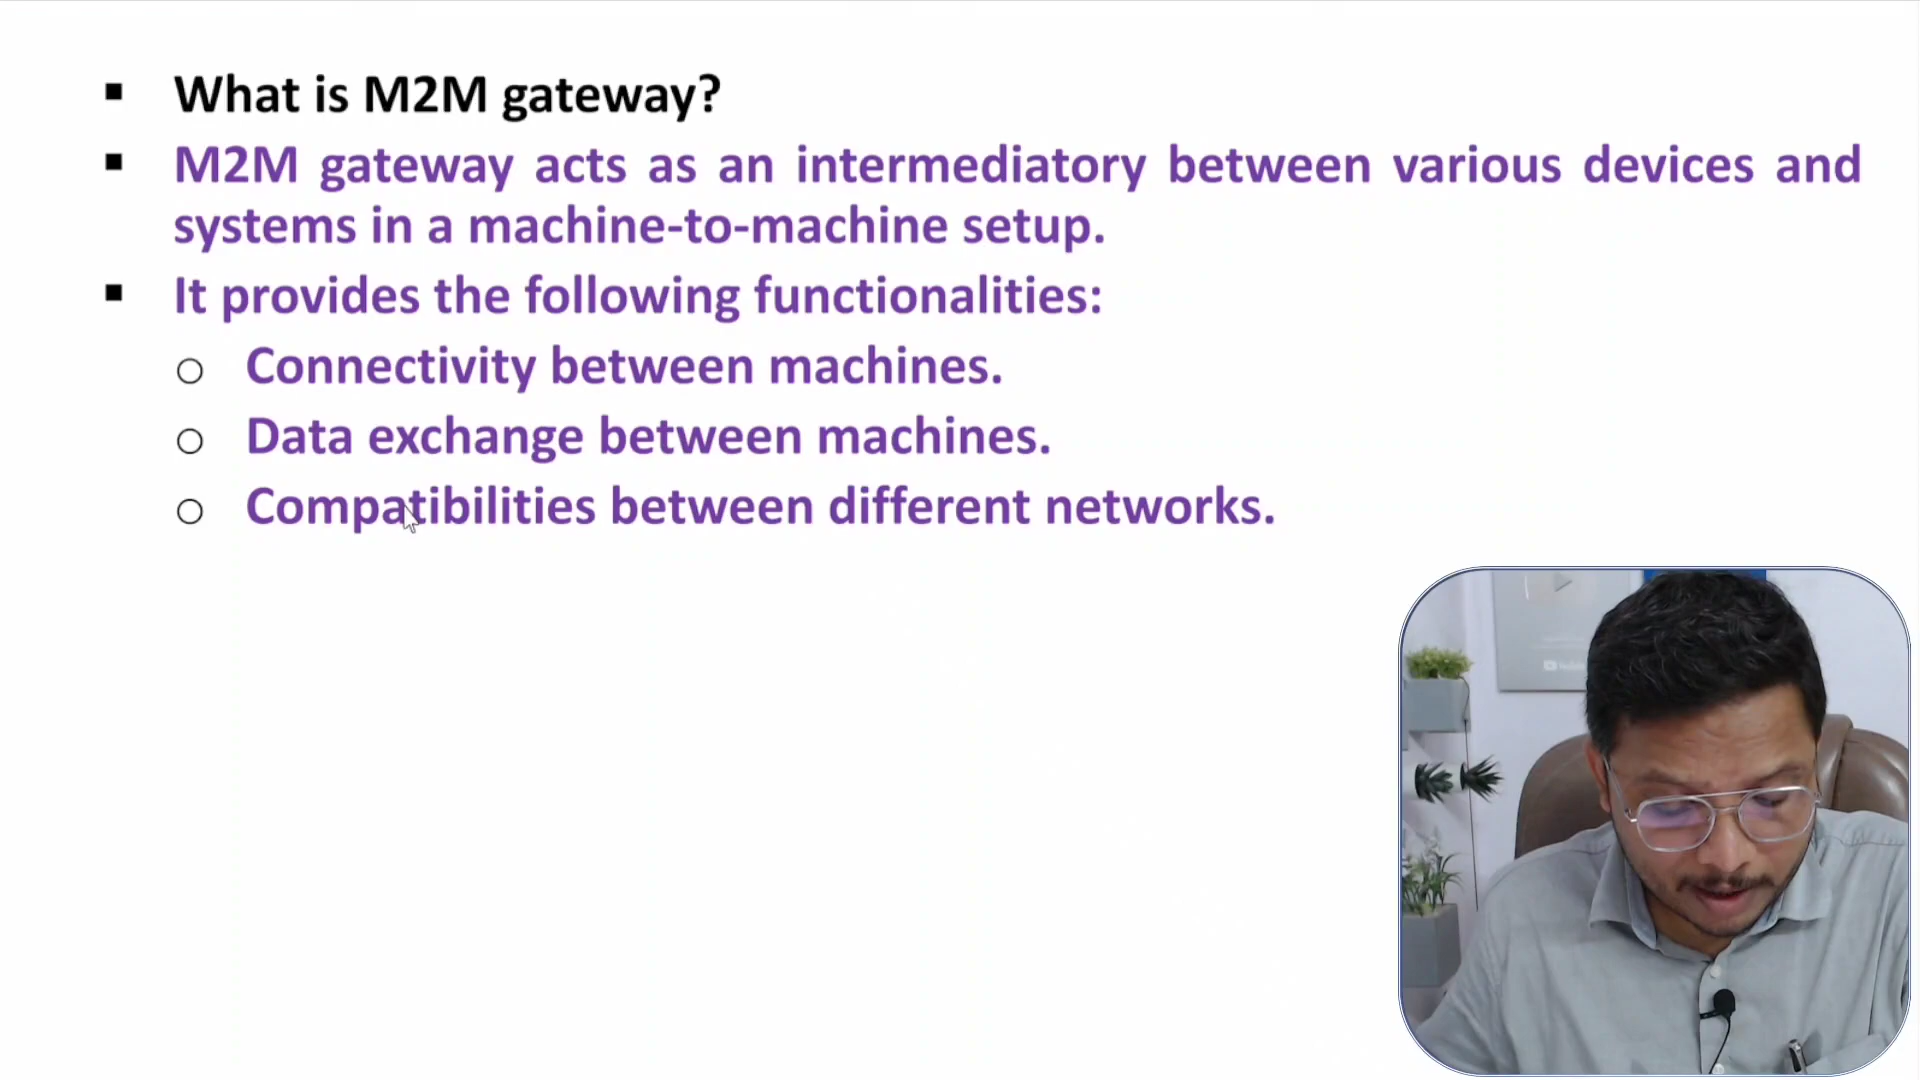 ▪ What is M2M gateway?
▪ M2M gateway acts as an intermediatory between various devices and
systems in a machine-to-machine setup.
▪ It provides the following functionalities:
o Connectivity between machines.
o Data exchange between machines.
o Compatibilities between different networks.